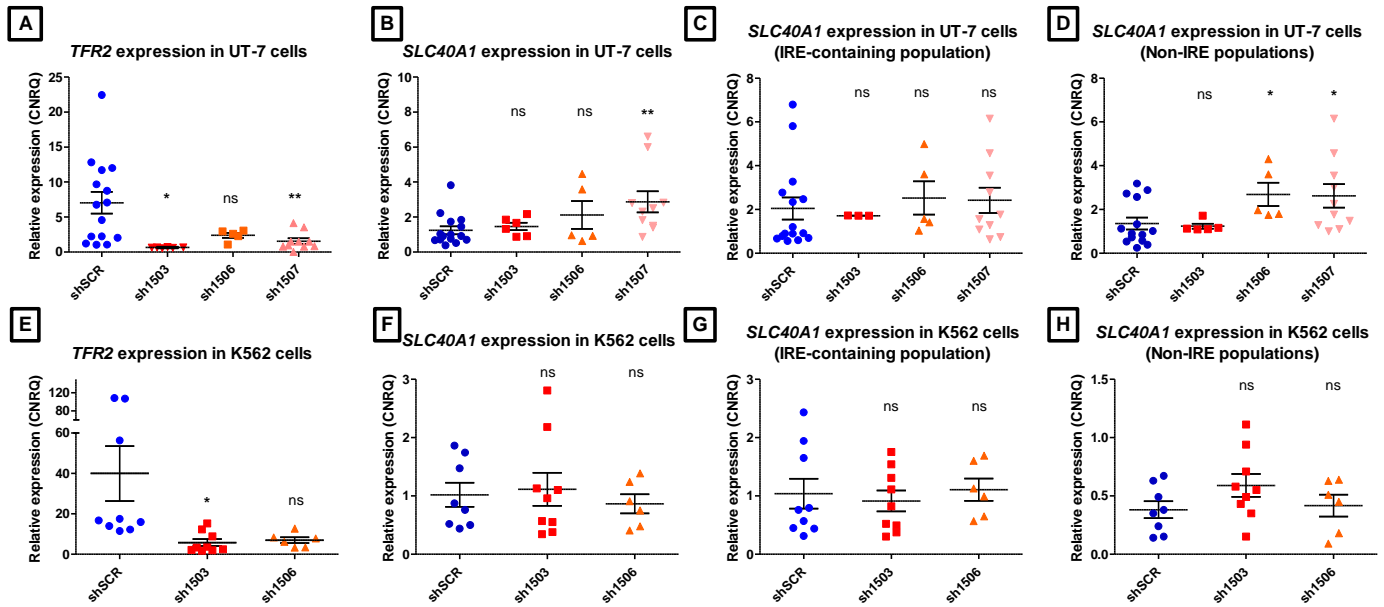 A
TFR2 expression in UT-7 cells
Relative expression (CNRQ)
25
20
15
10
5
0
*
ns
**
shSCR
sh1503
sh1506
sh1507
B
SLC40A1 expression in UT-7 cells
Relative expression (CNRQ)
10
8
6
4
2
0
ns
ns
**
shSCR
sh1503
sh1506
sh1507
C
SLC40A1 expression in UT-7 cells
(IRE-containing population)
Relative expression (CNRQ)
8
6
4
2
0
ns
ns
ns
shSCR
sh1503
sh1506
sh1507
D
SLC40A1 expression in UT-7 cells
(Non-IRE populations)
Relative expression (CNRQ)
8
6
4
2
0
ns
*
*
shSCR
sh1503
sh1506
sh1507
E
TFR2 expression in K562 cells
Relative expression (CNRQ)
120
80
60
40
20
0
*
ns
shSCR
sh1503
sh1506
F
SLC40A1 expression in K562 cells
Relative expression (CNRQ)
3
2
1
0
ns
ns
shSCR
sh1503
sh1506
G
SLC40A1 expression in K562 cells
(IRE-containing population)
Relative expression (CNRQ)
3
2
1
0
ns
ns
shSCR
sh1503
sh1506
H
SLC40A1 expression in K562 cells
(Non-IRE populations)
Relative expression (CNRQ)
1.5
1.0
0.5
0.0
ns
ns
shSCR
sh1503
sh1506